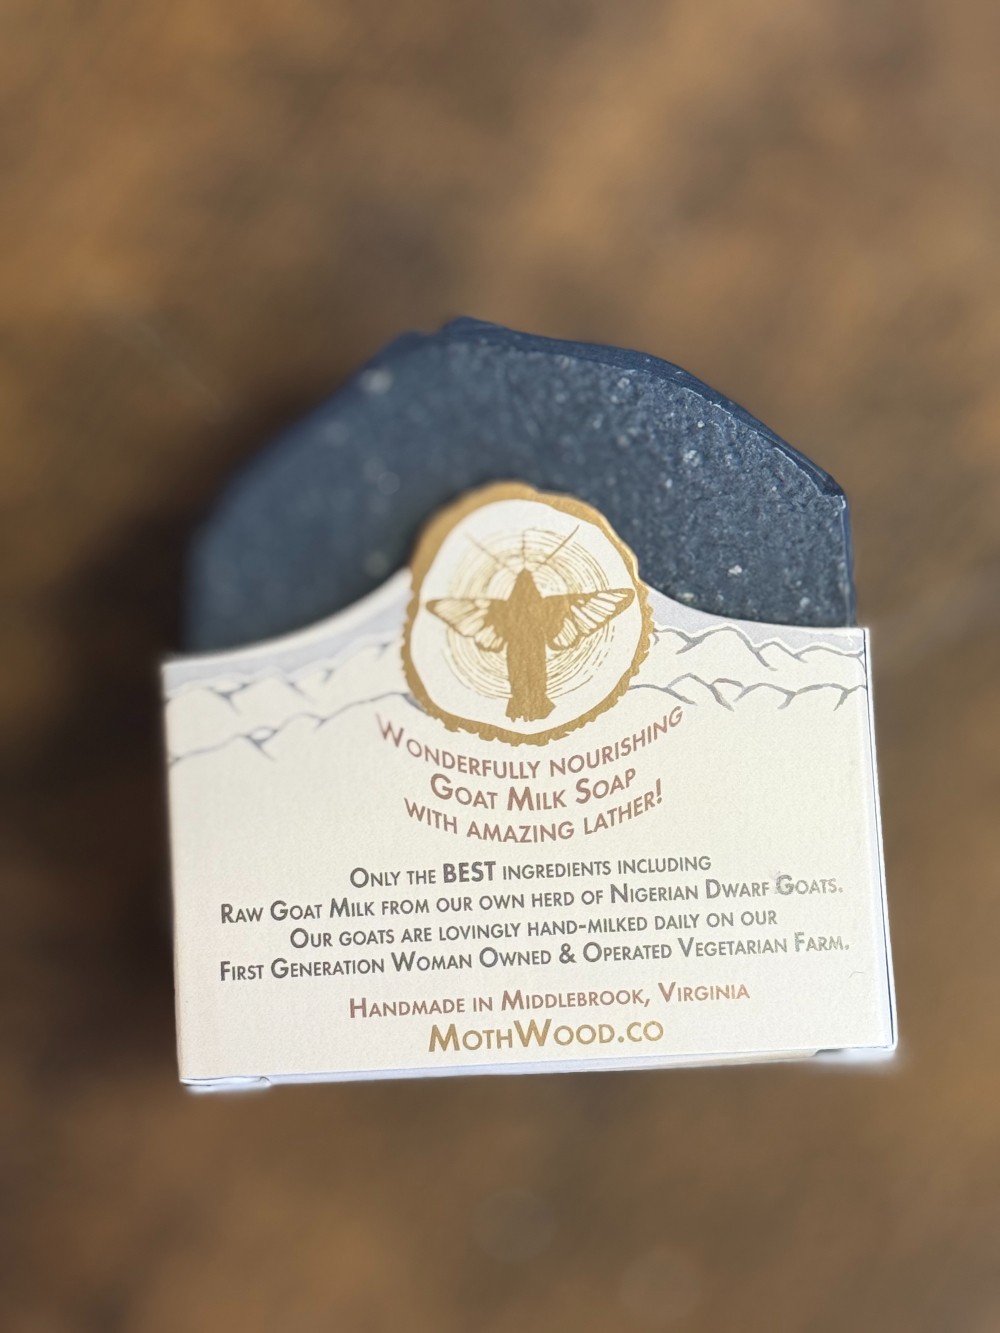 Wonderfully nourishing
Goat Milk Soap
with amazing lather!
Only the BEST ingredients including
Raw Goat Milk from our own herd of Nigerian Dwarf Goats.
Our goats are lovingly hand-milked daily on our
First Generation Woman Owned & Operated Vegetarian Farm.
Handmade in Middlebrook, Virginia
MothWood.co